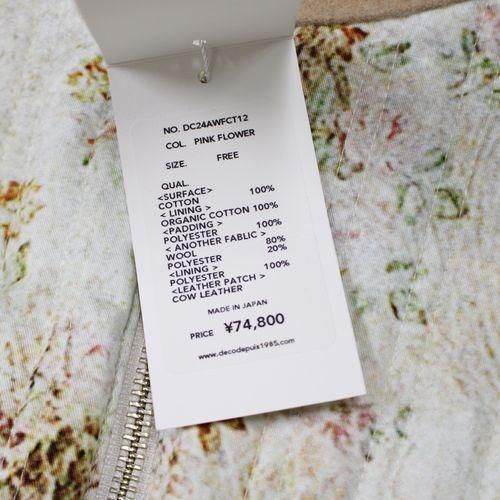 NO. DC24AWFCT12
COL. PINK FLOWER
SIZE. FREE
QUAL.
<SURFACE>
COTTON 100%
< LINING >
ORGANIC COTTON 100%
<PADDING >
POLYESTER 100%
< ANOTHER FABLIC >
WOOL 80%
POLYESTER 20%
<LINING >
POLYESTER 100%
<LEATHER PATCH >
COW LEATHER
MADE IN JAPAN
PRICE ¥74,800
www.decodepuis1985.com